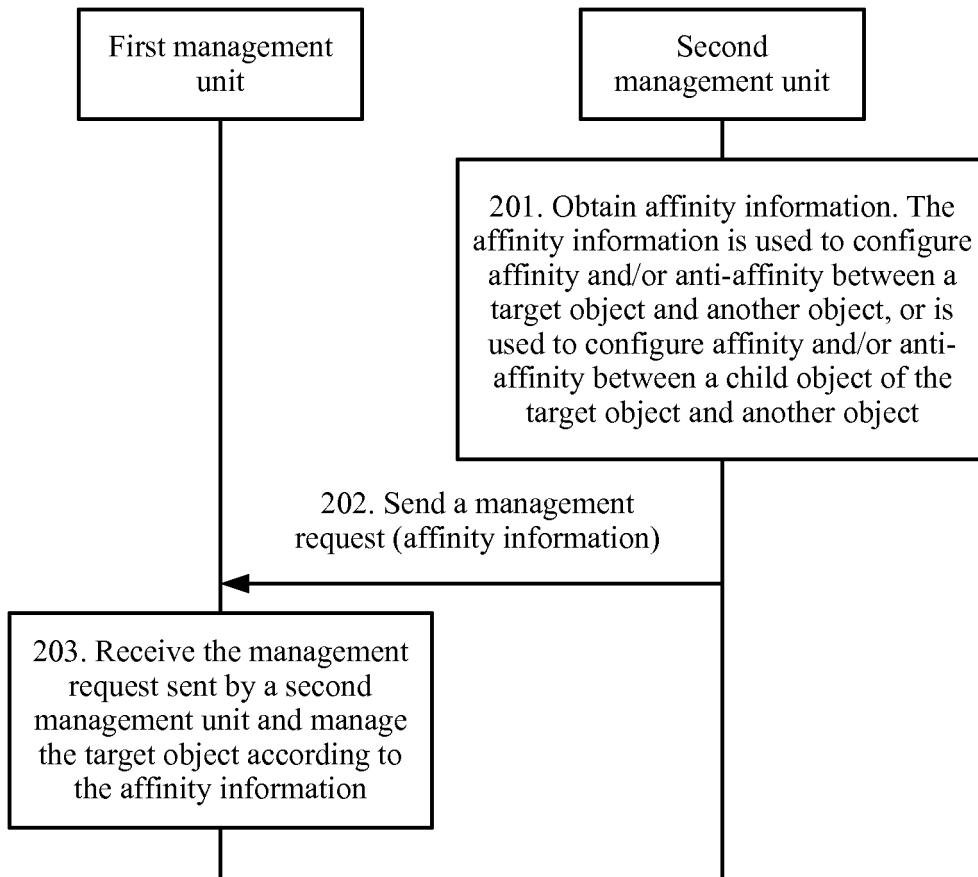 First management
unit
Second
management unit
201. Obtain affinity information. The
affinity information is used to configure
affinity and/or anti-affinity between a
target object and another object, or is
used to configure affinity and/or anti-
affinity between a child object of the
target object and another object
202. Send a management
request (affinity information)
203. Receive the management
request sent by a second
management unit and manage
the target object according to
the affinity information